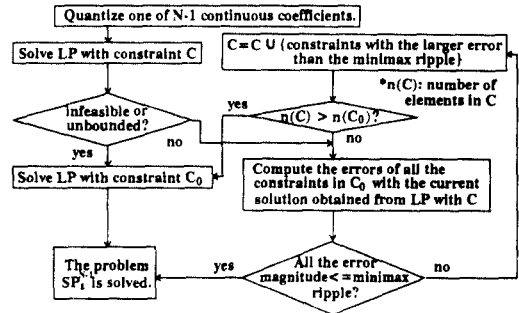 Quantize one of N-1 continuous coefficients.
Solve LP with constraint C
C=C ∪ {constraints with the larger error
than the minimax ripple}
*n(C): number of
elements in C
infeasible or
unbounded?
yes
n(C) > n(C₀)?
no
yes
no
Solve LP with constraint C₀
Compute the errors of all the
constraints in C₀ with the current
solution obtained from LP with C
The problem
is solved.
yes
All the error
magnitude<=minimax
ripple?
no